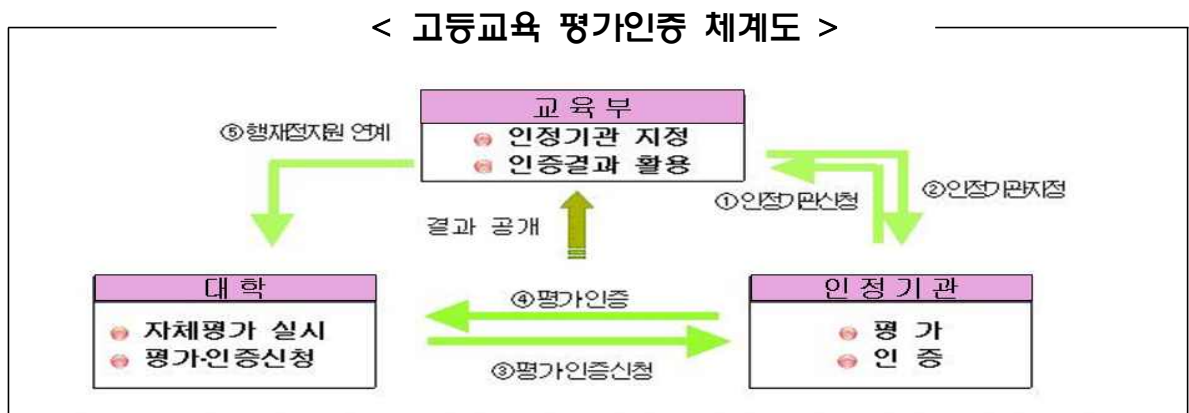 < 고등교육 평가인증 체계도 >
교 육 부
인정기관 지정
인증결과 활용
⑤행재정지원 연계
①인정기관신청
②인정기관지정
결과 공개
대 학
자체평가 실시
평가·인증신청
④평가인증
③평가인증신청
인 정 기 관
평 가
인 증